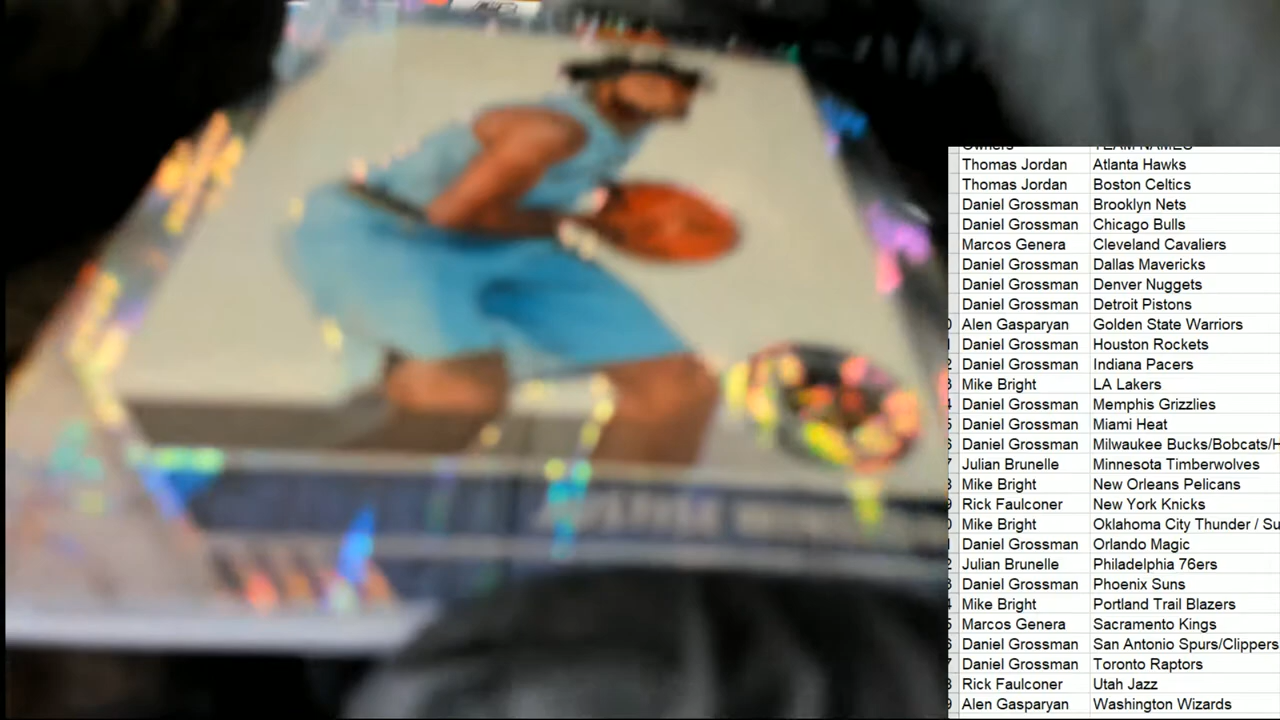 Owners TEAM NAMES
Thomas Jordan Atlanta Hawks
Thomas Jordan Boston Celtics
Daniel Grossman Brooklyn Nets
Daniel Grossman Chicago Bulls
Marcos Genera Cleveland Cavaliers
Daniel Grossman Dallas Mavericks
Daniel Grossman Denver Nuggets
Daniel Grossman Detroit Pistons
Alen Gasparyan Golden State Warriors
Daniel Grossman Houston Rockets
Daniel Grossman Indiana Pacers
Mike Bright LA Lakers
Daniel Grossman Memphis Grizzlies
Daniel Grossman Miami Heat
Daniel Grossman Milwaukee Bucks/Bobcats/H
Julian Brunelle Minnesota Timberwolves
Mike Bright New Orleans Pelicans
Rick Faulconer New York Knicks
Mike Bright Oklahoma City Thunder / Su
Daniel Grossman Orlando Magic
Julian Brunelle Philadelphia 76ers
Daniel Grossman Phoenix Suns
Mike Bright Portland Trail Blazers
Marcos Genera Sacramento Kings
Daniel Grossman San Antonio Spurs/Clippers
Daniel Grossman Toronto Raptors
Rick Faulconer Utah Jazz
Alen Gasparyan Washington Wizards